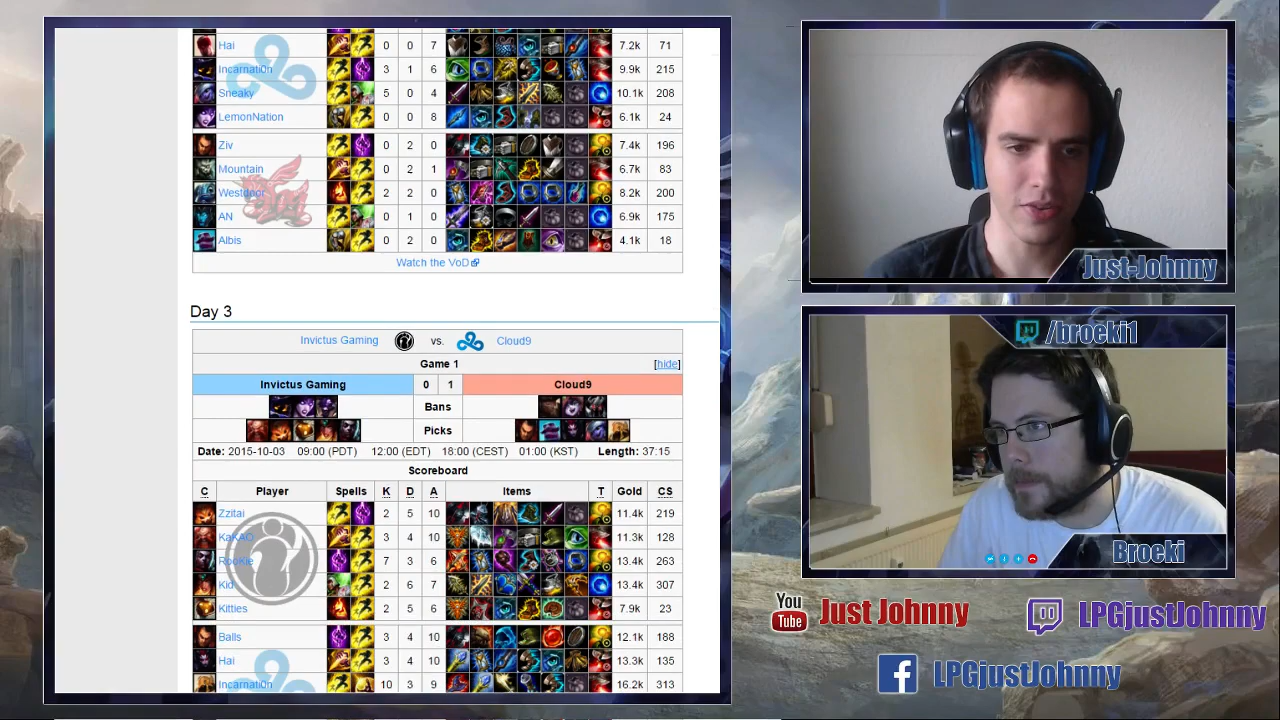 Hai 0 0 7 7.2k 71
Incarnati0n 3 1 6 9.9k 215
Sneaky 5 0 4 10.1k 208
LemonNation 0 0 8 6.1k 24
Ziv 0 2 0 7.4k 196
Mountain 0 2 1 6.7k 83
Westdoor 2 2 0 8.2k 200
AN 0 1 0 6.9k 175
Albis 0 2 0 4.1k 18
Watch the VoD
Day 3
Invictus Gaming vs. Cloud9
Game 1 [hide]
Invictus Gaming 0 1 Cloud9
Bans
Picks
Date: 2015-10-03 09:00 (PDT) 12:00 (EDT) 18:00 (CEST) 01:00 (KST) Length: 37:15
Scoreboard
C Player Spells K D A Items T Gold CS
Zzitai 2 5 10 11.4k 219
KaKAO 3 4 10 11.3k 128
RooKie 7 3 6 13.4k 263
Kid 2 6 7 13.4k 307
Kitties 2 5 6 7.9k 23
Balls 3 4 10 12.1k 188
Hai 3 4 10 13.3k 135
Incarnati0n 8 3 9 16.2k 313
Just-Johnny
/broeki1
Broeki
You Tube Just Johnny
LPGjustJohnny
LPGjustJohnny